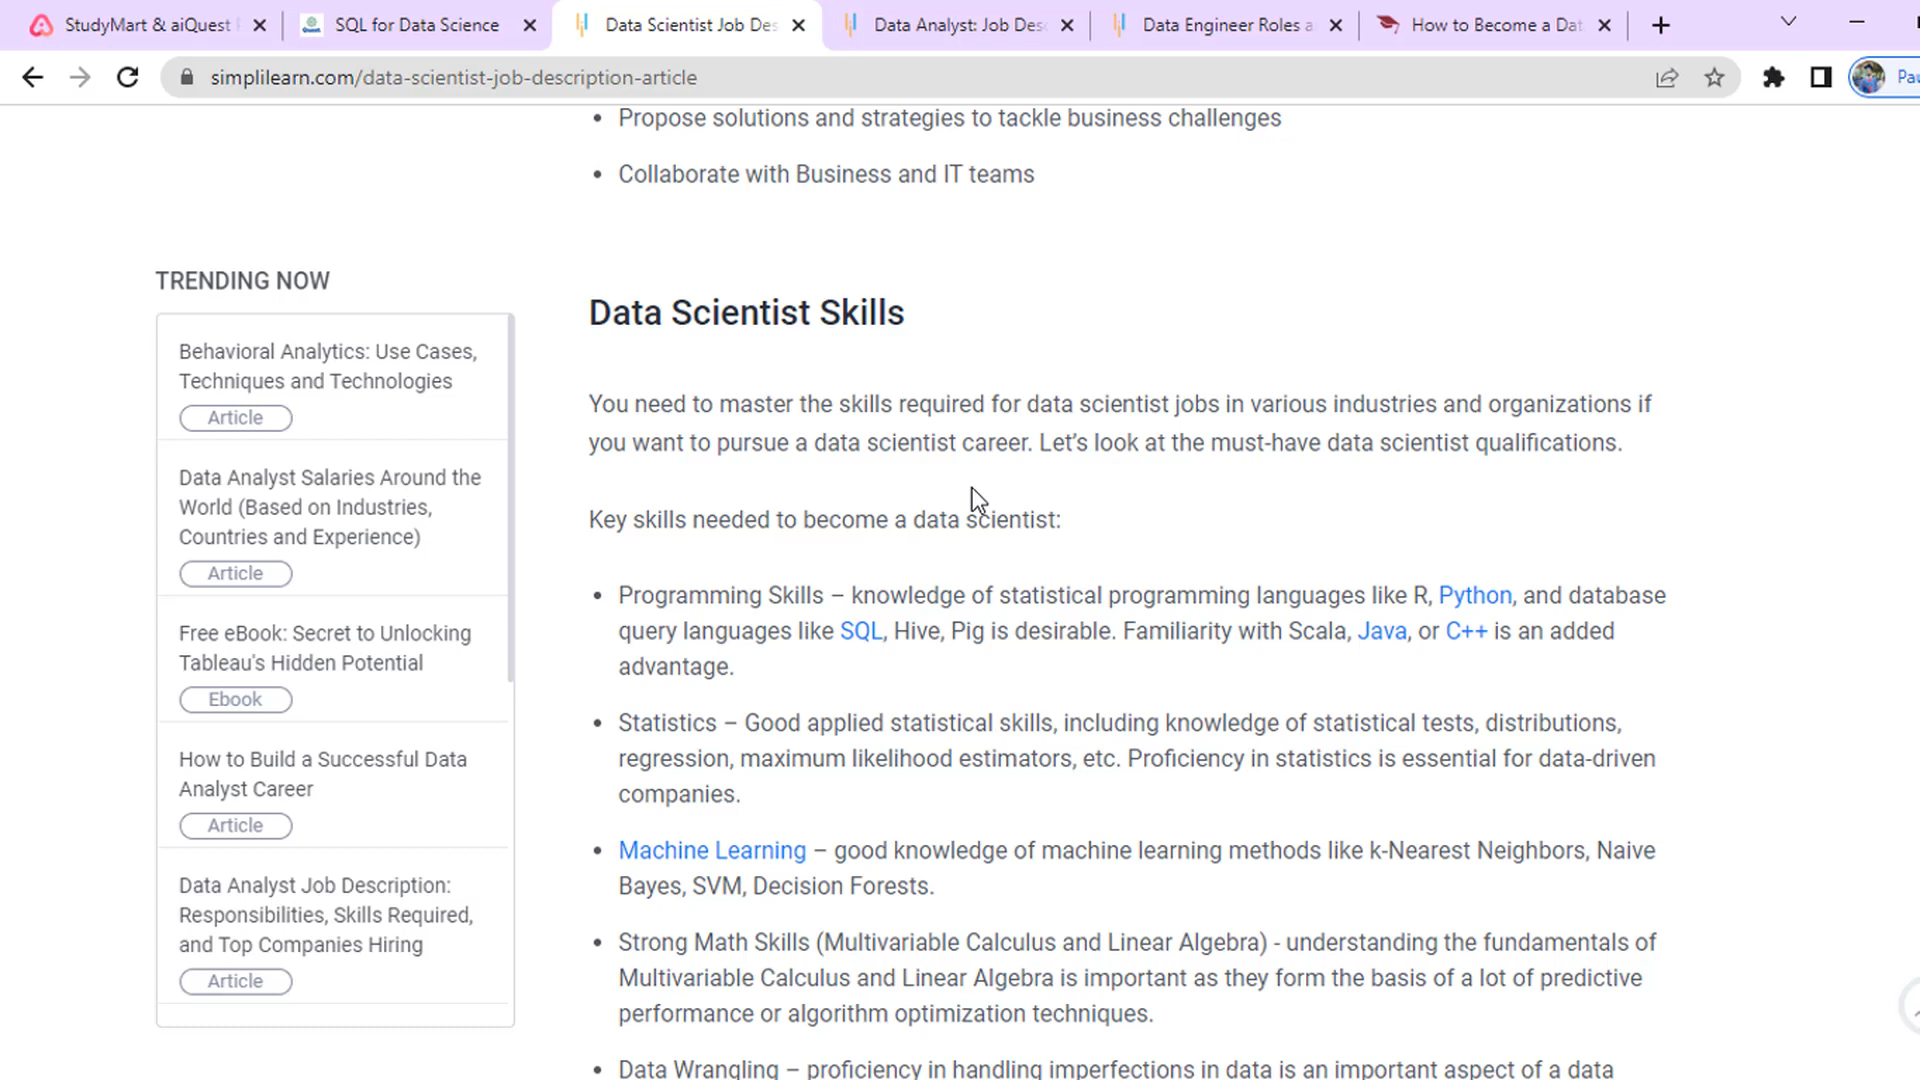 StudyMart & aiQuest
SQL for Data Science
Data Scientist Job Des
Data Analyst: Job Desc
Data Engineer Roles a
How to Become a Dat
simplilearn.com/data-scientist-job-description-article
Pau
• Propose solutions and strategies to tackle business challenges
• Collaborate with Business and IT teams
TRENDING NOW
Behavioral Analytics: Use Cases,
Techniques and Technologies
Article
Data Analyst Salaries Around the
World (Based on Industries,
Countries and Experience)
Article
Free eBook: Secret to Unlocking
Tableau's Hidden Potential
Ebook
How to Build a Successful Data
Analyst Career
Article
Data Analyst Job Description:
Responsibilities, Skills Required,
and Top Companies Hiring
Article
Data Scientist Skills
You need to master the skills required for data scientist jobs in various industries and organizations if
you want to pursue a data scientist career. Let’s look at the must-have data scientist qualifications.
Key skills needed to become a data scientist:
• Programming Skills – knowledge of statistical programming languages like R, Python, and database
query languages like SQL, Hive, Pig is desirable. Familiarity with Scala, Java, or C++ is an added
advantage.
• Statistics – Good applied statistical skills, including knowledge of statistical tests, distributions,
regression, maximum likelihood estimators, etc. Proficiency in statistics is essential for data-driven
companies.
• Machine Learning – good knowledge of machine learning methods like k-Nearest Neighbors, Naive
Bayes, SVM, Decision Forests.
• Strong Math Skills (Multivariable Calculus and Linear Algebra) - understanding the fundamentals of
Multivariable Calculus and Linear Algebra is important as they form the basis of a lot of predictive
performance or algorithm optimization techniques.
• Data Wrangling – proficiency in handling imperfections in data is an important aspect of a data